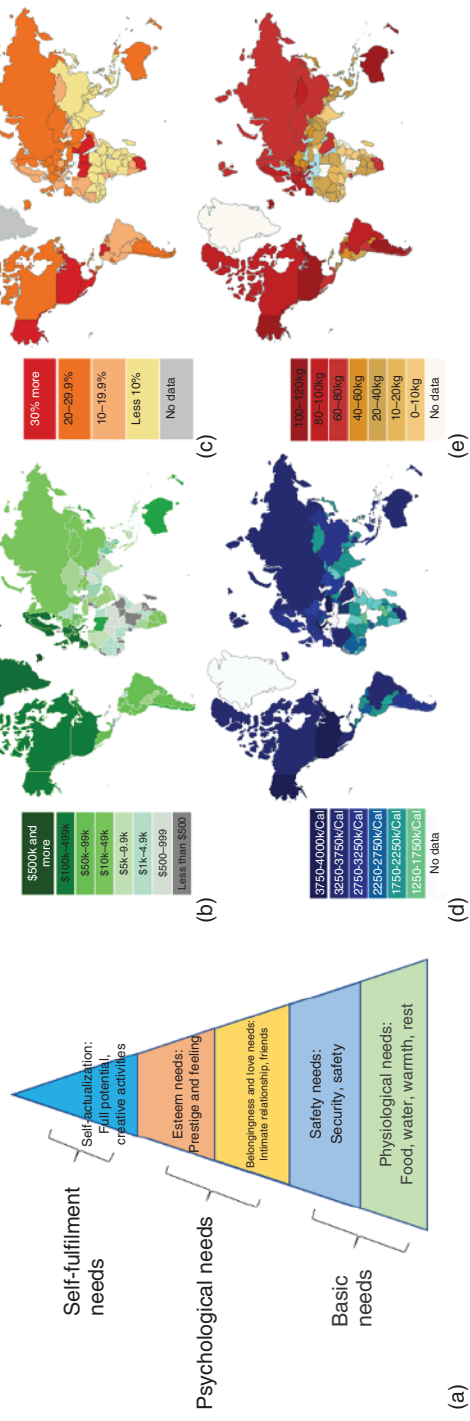 Self-fulfilment
needs
Psychological needs
Basic
needs
Self-actualization:
Full potential,
creative activities
Esteem needs:
Prestige and feeling
Belongingness and love needs:
Intimate relationship, friends
Safety needs:
Security, safety
Physiological needs:
Food, water, warmth, rest
(a)
$500k and
more
$100k–499k
$50k–99k
$10k–49k
$5k–9.9k
$1k–4.9k
$500–999
Less than $500
(b)
30% more
20–29.9%
10–19.9%
Less 10%
No data
(c)
3750-4000k/Cal
3250-3750k/Cal
2750-3250k/Cal
2250-2750k/Cal
1750-2250k/Cal
1250-1750k/Cal
No data
(d)
100–120kg
80–100kg
60–80kg
40–60kg
20–40kg
10–20kg
0–10kg
No data
(e)